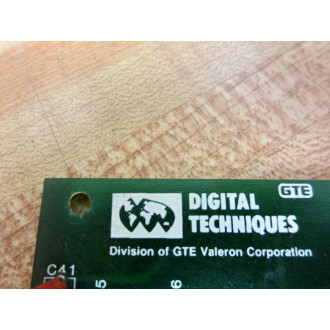 GTE
DIGITAL
TECHNIQUES
Division of GTE Valeron Corporation
C41
5
6